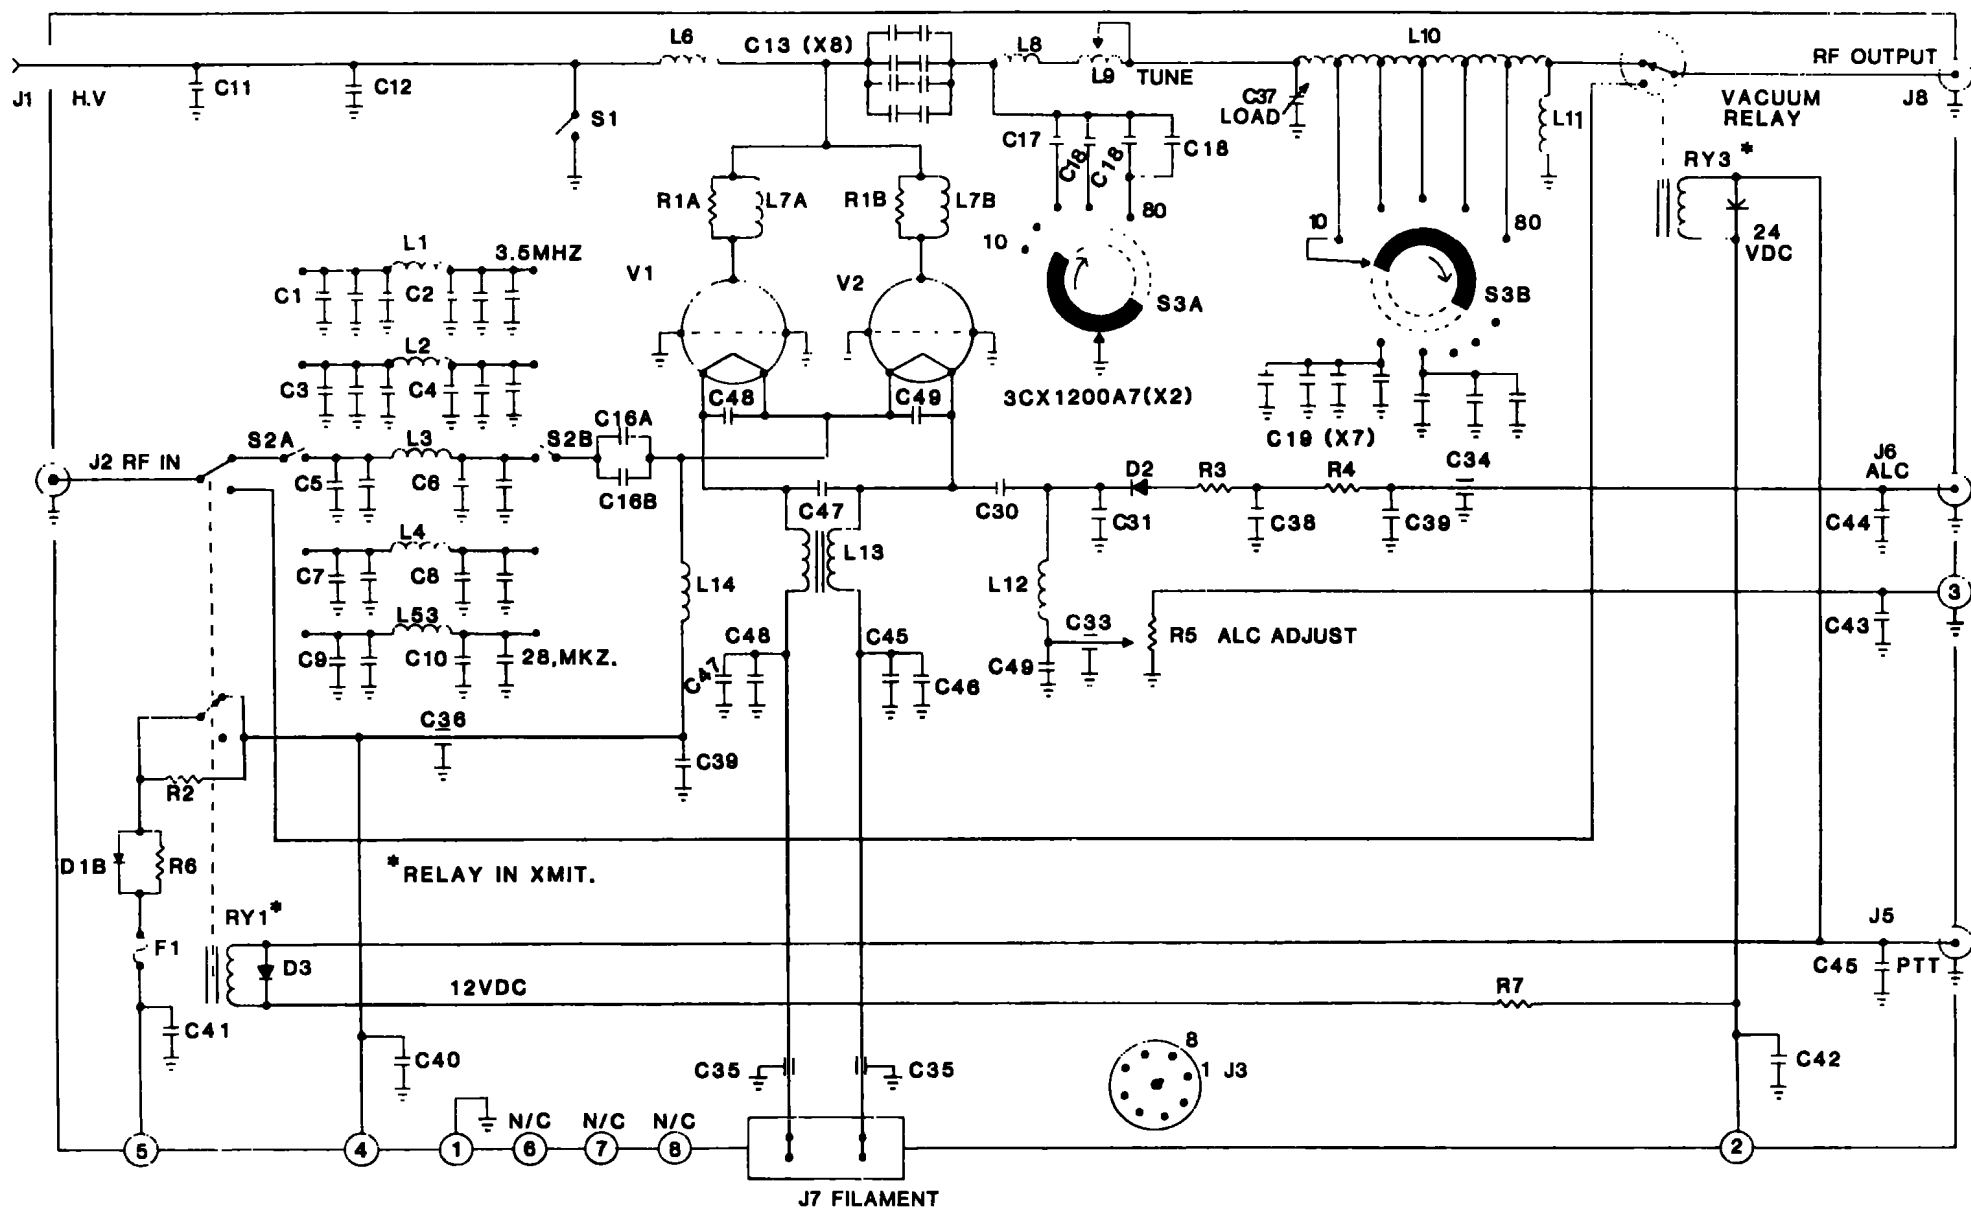 L6
C13 (X8)
L8
L9
TUNE
L10
RF OUTPUT
J1 H.V
C11
C12
S1
C37
LOAD
L11
VACUUM
RELAY
J8
C17
C18
C18
C18
RY3 *
R1A
L7A
R1B
L7B
80
10
10
80
24
VDC
L1
3.5MHZ
V1
V2
C1
C2
S3A
S3B
L2
C3
C4
C48
C49
3CX1200A7(X2)
C16A
C19 (X7)
S2A
L3
S2B
J2 RF IN
C5
C6
C16B
C47
C30
D2
R3
R4
C34
J6
ALC
C31
C38
C39
C44
L4
L13
C7
C8
L14
L12
3
L53
C9
C10
28,MKZ.
C48
C47
C45
C46
C33
C49
R5 ALC ADJUST
C43
C36
C39
R2
D1B
R6
*RELAY IN XMIT.
RY1*
F1
D3
12VDC
R7
J5
C45
PTT
C41
C40
C35
C35
8
1 J3
C42
N/C
N/C
N/C
5
4
1
6
7
8
2
J7 FILAMENT